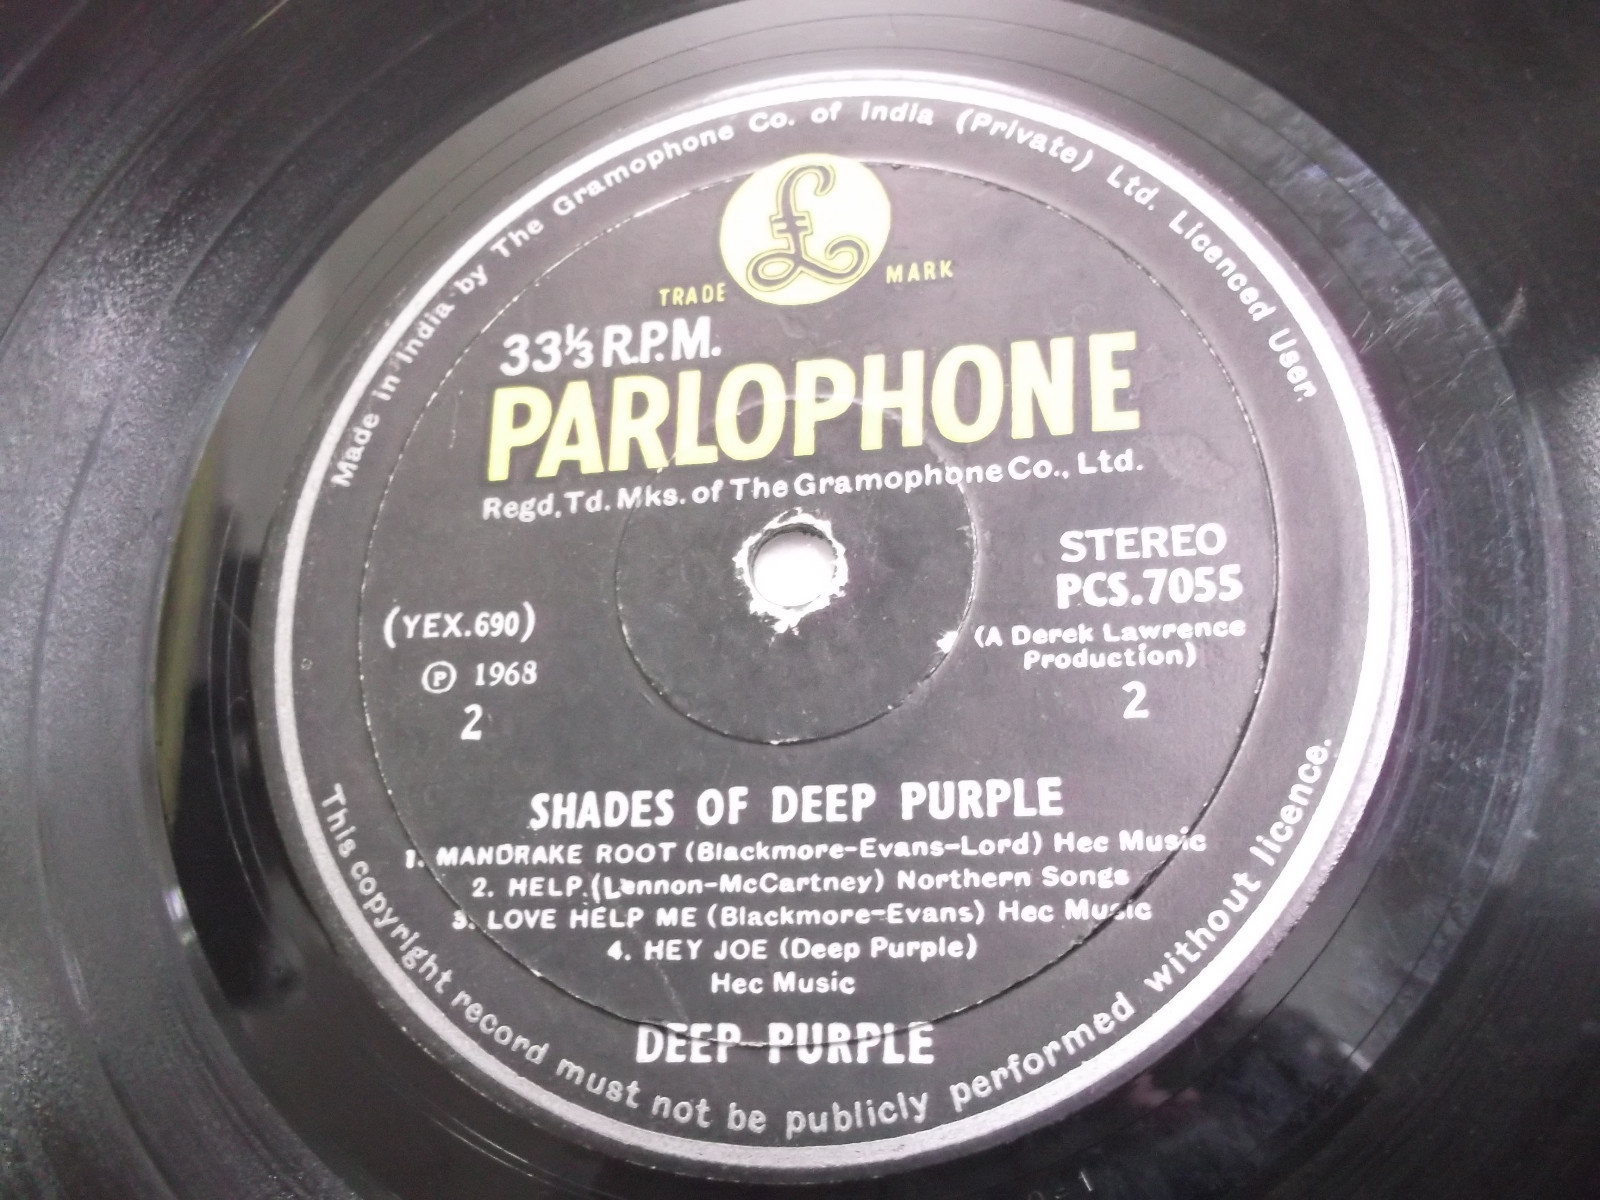 Made in India by The Gramophone Co. of India (Private) Ltd. Licenced User.
£
TRADE MARK
33⅓ R.P.M.
PARLOPHONE
Regd. Td. Mks. of The Gramophone Co., Ltd.
STEREO
PCS.7055
(A Derek Lawrence
Production)
2
(YEX.690)
℗ 1968
2
SHADES OF DEEP PURPLE
1. MANDRAKE ROOT (Blackmore-Evans-Lord) Hec Music
2. HELP. (Lennon-McCartney) Northern Songs
3. LOVE HELP ME (Blackmore-Evans) Hec Music
4. HEY JOE (Deep Purple)
Hec Music
DEEP PURPLE
This copyright record must not be publicly performed without licence.